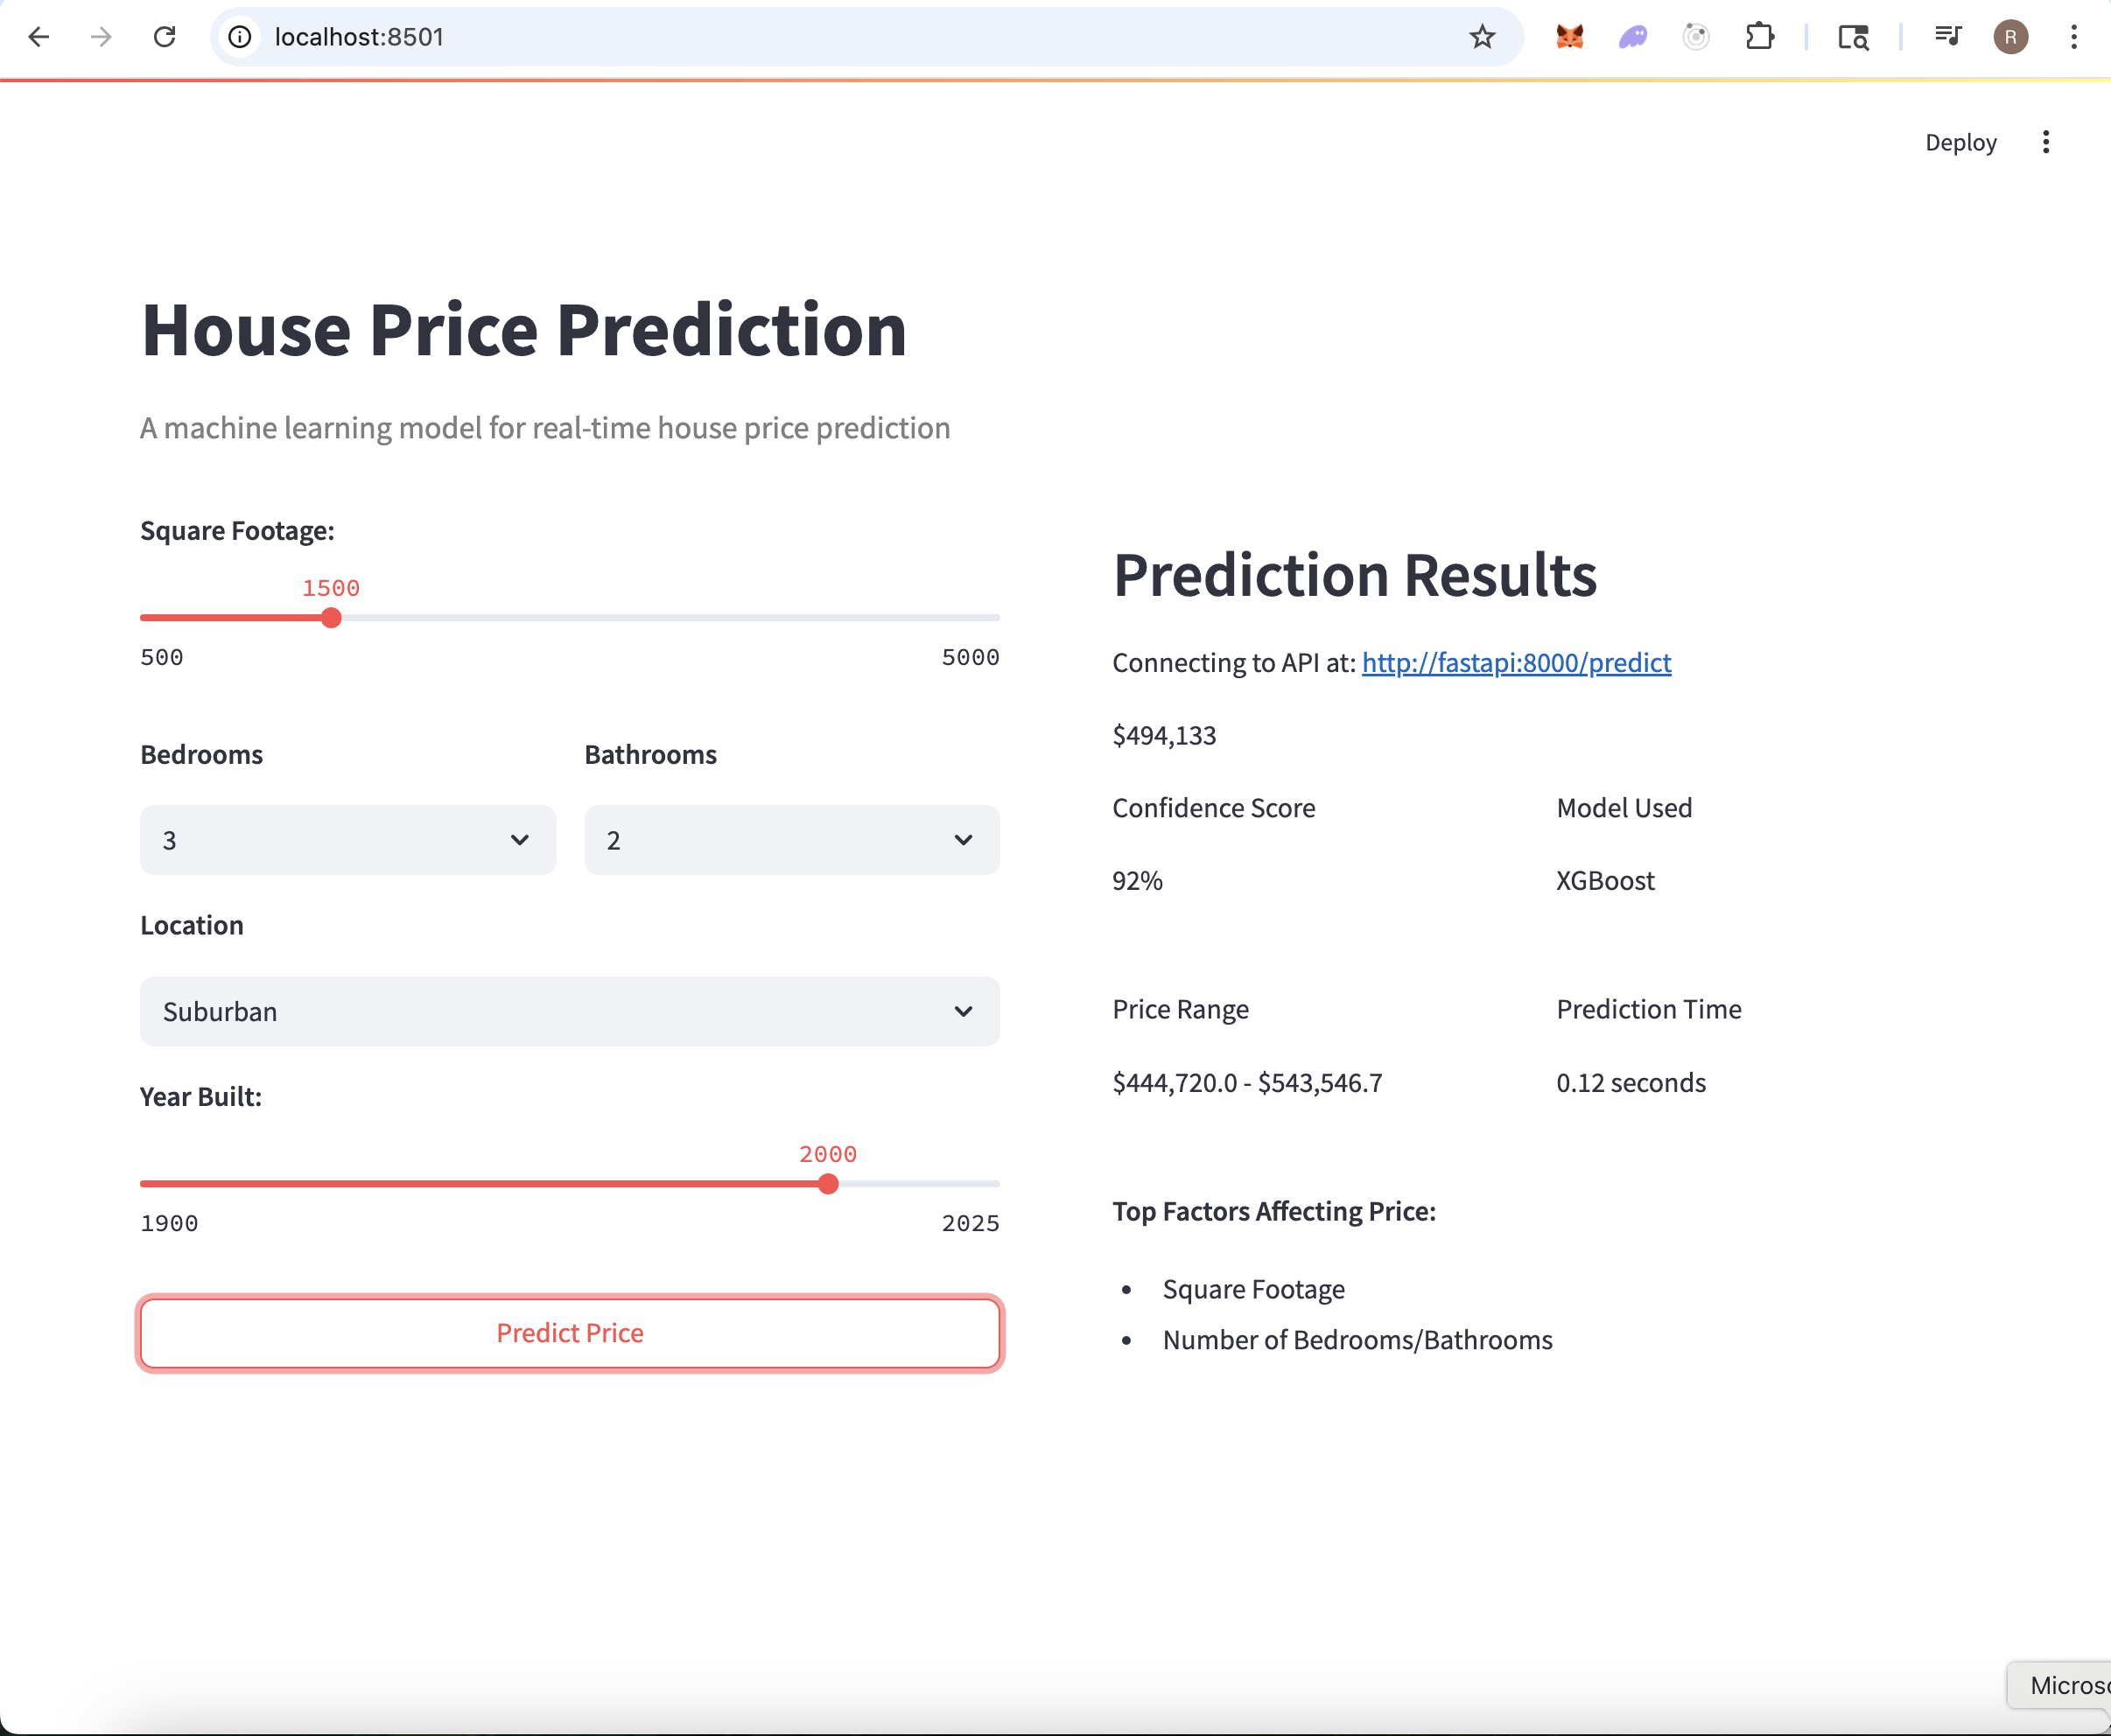 localhost:8501
R
Deploy
House Price Prediction
A machine learning model for real-time house price prediction
Square Footage:
1500
500 5000
Bedrooms Bathrooms
3 2
Location
Suburban
Year Built:
2000
1900 2025
Predict Price
Prediction Results
Connecting to API at: http://fastapi:8000/predict
$494,133
Confidence Score Model Used
92% XGBoost
Price Range Prediction Time
$444,720.0 - $543,546.7 0.12 seconds
Top Factors Affecting Price:
• Square Footage
• Number of Bedrooms/Bathrooms